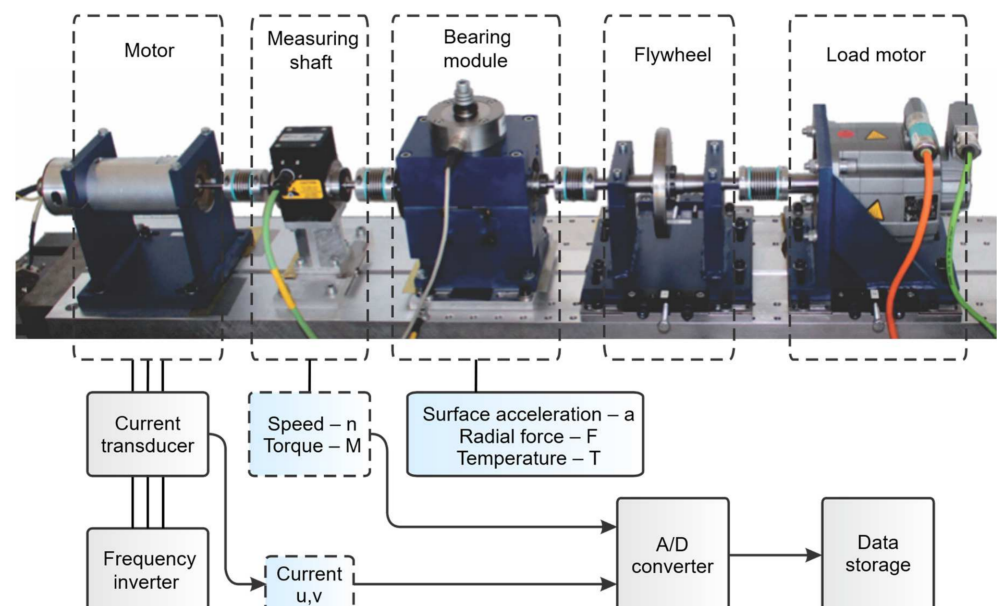 Motor
Measuring
shaft
Bearing
module
Flywheel
Load motor
Current
transducer
Speed – n
Torque – M
Surface acceleration – a
Radial force – F
Temperature – T
Frequency
inverter
Current
u,v
A/D
converter
Data
storage